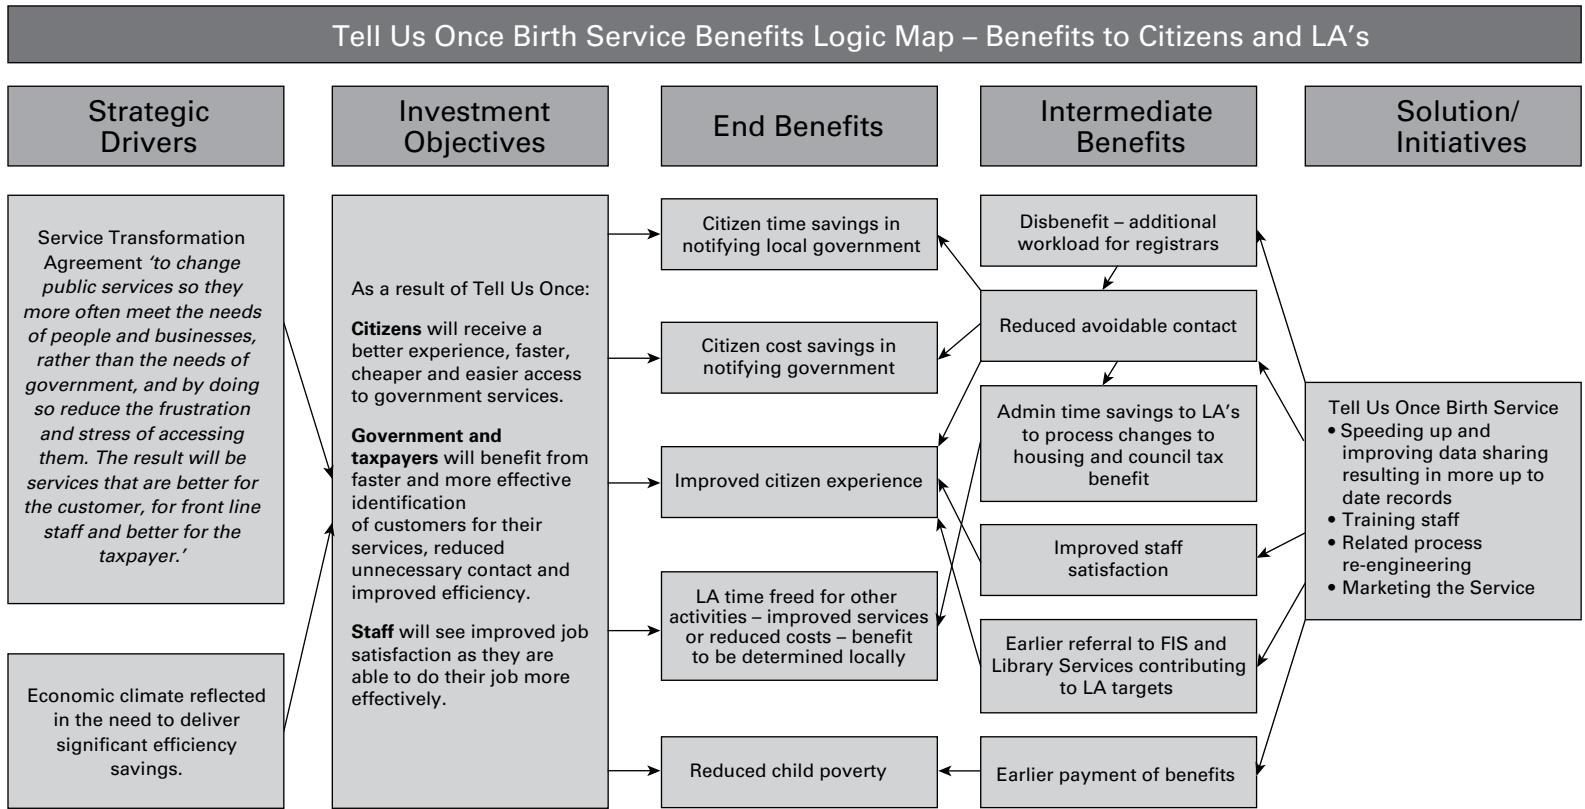 Tell Us Once Birth Service Benefits Logic Map – Benefits to Citizens and LA's
Strategic
Drivers
Investment
Objectives
End Benefits
Intermediate
Benefits
Solution/
Initiatives
Service Transformation
Agreement ‘to change
public services so they
more often meet the needs
of people and businesses,
rather than the needs of
government, and by doing
so reduce the frustration
and stress of accessing
them. The result will be
services that are better for
the customer, for front line
staff and better for the
taxpayer.’
Economic climate reflected
in the need to deliver
significant efficiency
savings.
As a result of Tell Us Once:
Citizens will receive a
better experience, faster,
cheaper and easier access
to government services.
Government and
taxpayers will benefit from
faster and more effective
identification
of customers for their
services, reduced
unnecessary contact and
improved efficiency.
Staff will see improved job
satisfaction as they are
able to do their job more
effectively.
Citizen time savings in
notifying local government
Citizen cost savings in
notifying government
Improved citizen experience
LA time freed for other
activities – improved services
or reduced costs – benefit
to be determined locally
Reduced child poverty
Disbenefit – additional
workload for registrars
Reduced avoidable contact
Admin time savings to LA's
to process changes to
housing and council tax
benefit
Improved staff
satisfaction
Earlier referral to FIS and
Library Services contributing
to LA targets
Earlier payment of benefits
Tell Us Once Birth Service
• Speeding up and
improving data sharing
resulting in more up to
date records
• Training staff
• Related process
re-engineering
• Marketing the Service